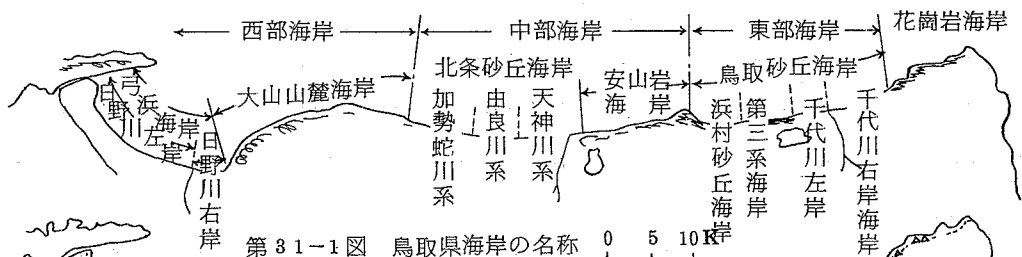 西部海岸
中部海岸
東部海岸
花崗岩海岸
弓浜海岸
日野川左岸
日野川右岸
大山山麓海岸
北条砂丘海岸
加勢蛇川系
由良川系
天神川系
安山岩海岸
鳥取砂丘海岸
浜村砂丘海岸
第三系海岸
千代川左岸
千代川右岸海岸
第31-1図 鳥取県海岸の名称
0 5 10K